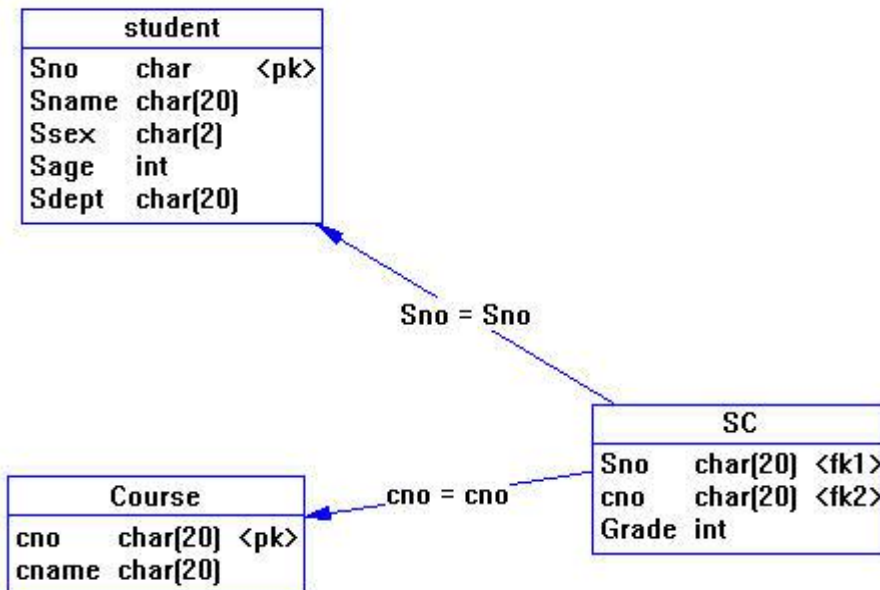 student
Sno char <pk>
Sname char(20)
Ssex char(2)
Sage int
Sdept char(20)
Sno = Sno
SC
Sno char(20) <fk1>
cno char(20) <fk2>
Grade int
cno = cno
Course
cno char(20) <pk>
cname char(20)